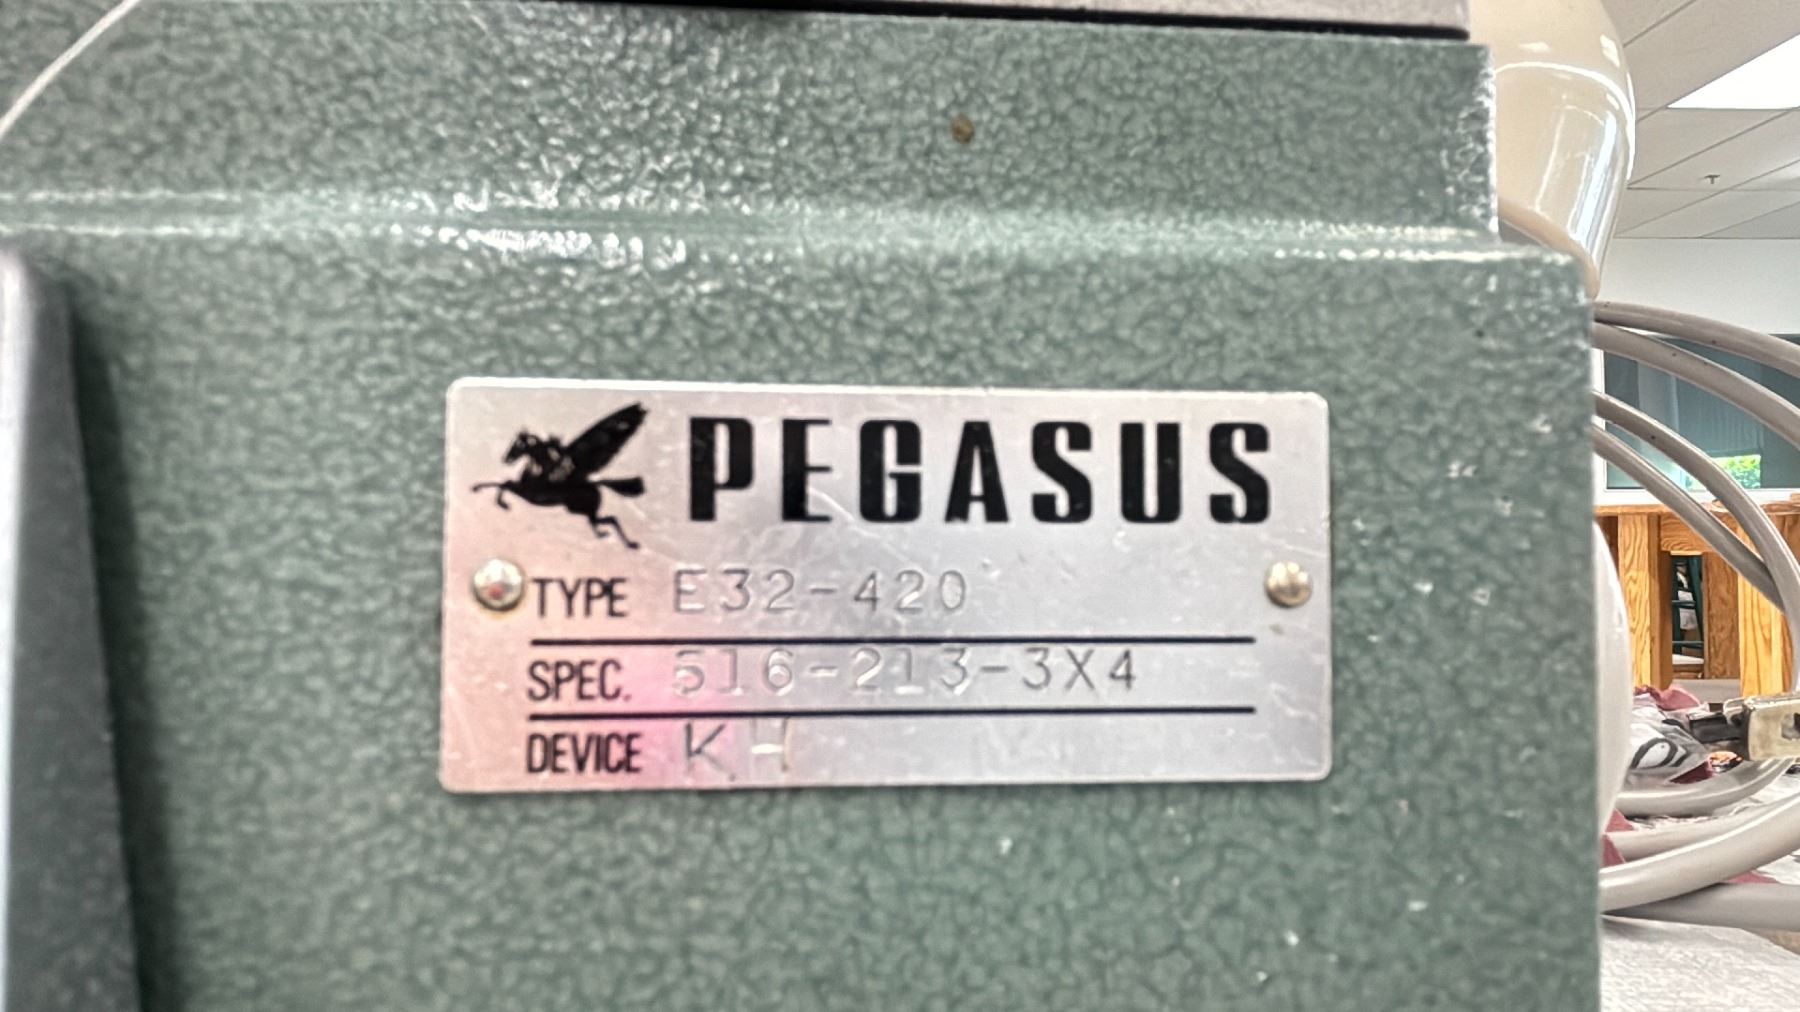 PEGASUS
TYPE E32-420
SPEC. 516-213-3X4
DEVICE KH